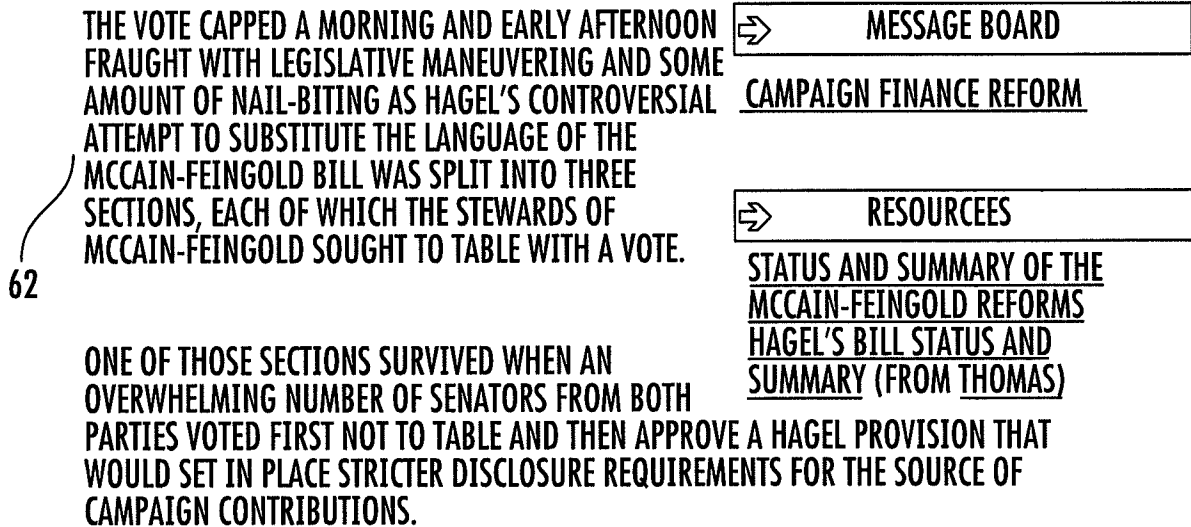 THE VOTE CAPPED A MORNING AND EARLY AFTERNOON
FRAUGHT WITH LEGISLATIVE MANEUVERING AND SOME
AMOUNT OF NAIL-BITING AS HAGEL'S CONTROVERSIAL
ATTEMPT TO SUBSTITUTE THE LANGUAGE OF THE
MCCAIN-FEINGOLD BILL WAS SPLIT INTO THREE
SECTIONS, EACH OF WHICH THE STEWARDS OF
MCCAIN-FEINGOLD SOUGHT TO TABLE WITH A VOTE.
62
MESSAGE BOARD
CAMPAIGN FINANCE REFORM
RESOURCEES
STATUS AND SUMMARY OF THE
MCCAIN-FEINGOLD REFORMS
HAGEL'S BILL STATUS AND
SUMMARY (FROM THOMAS)
ONE OF THOSE SECTIONS SURVIVED WHEN AN
OVERWHELMING NUMBER OF SENATORS FROM BOTH
PARTIES VOTED FIRST NOT TO TABLE AND THEN APPROVE A HAGEL PROVISION THAT
WOULD SET IN PLACE STRICTER DISCLOSURE REQUIREMENTS FOR THE SOURCE OF
CAMPAIGN CONTRIBUTIONS.